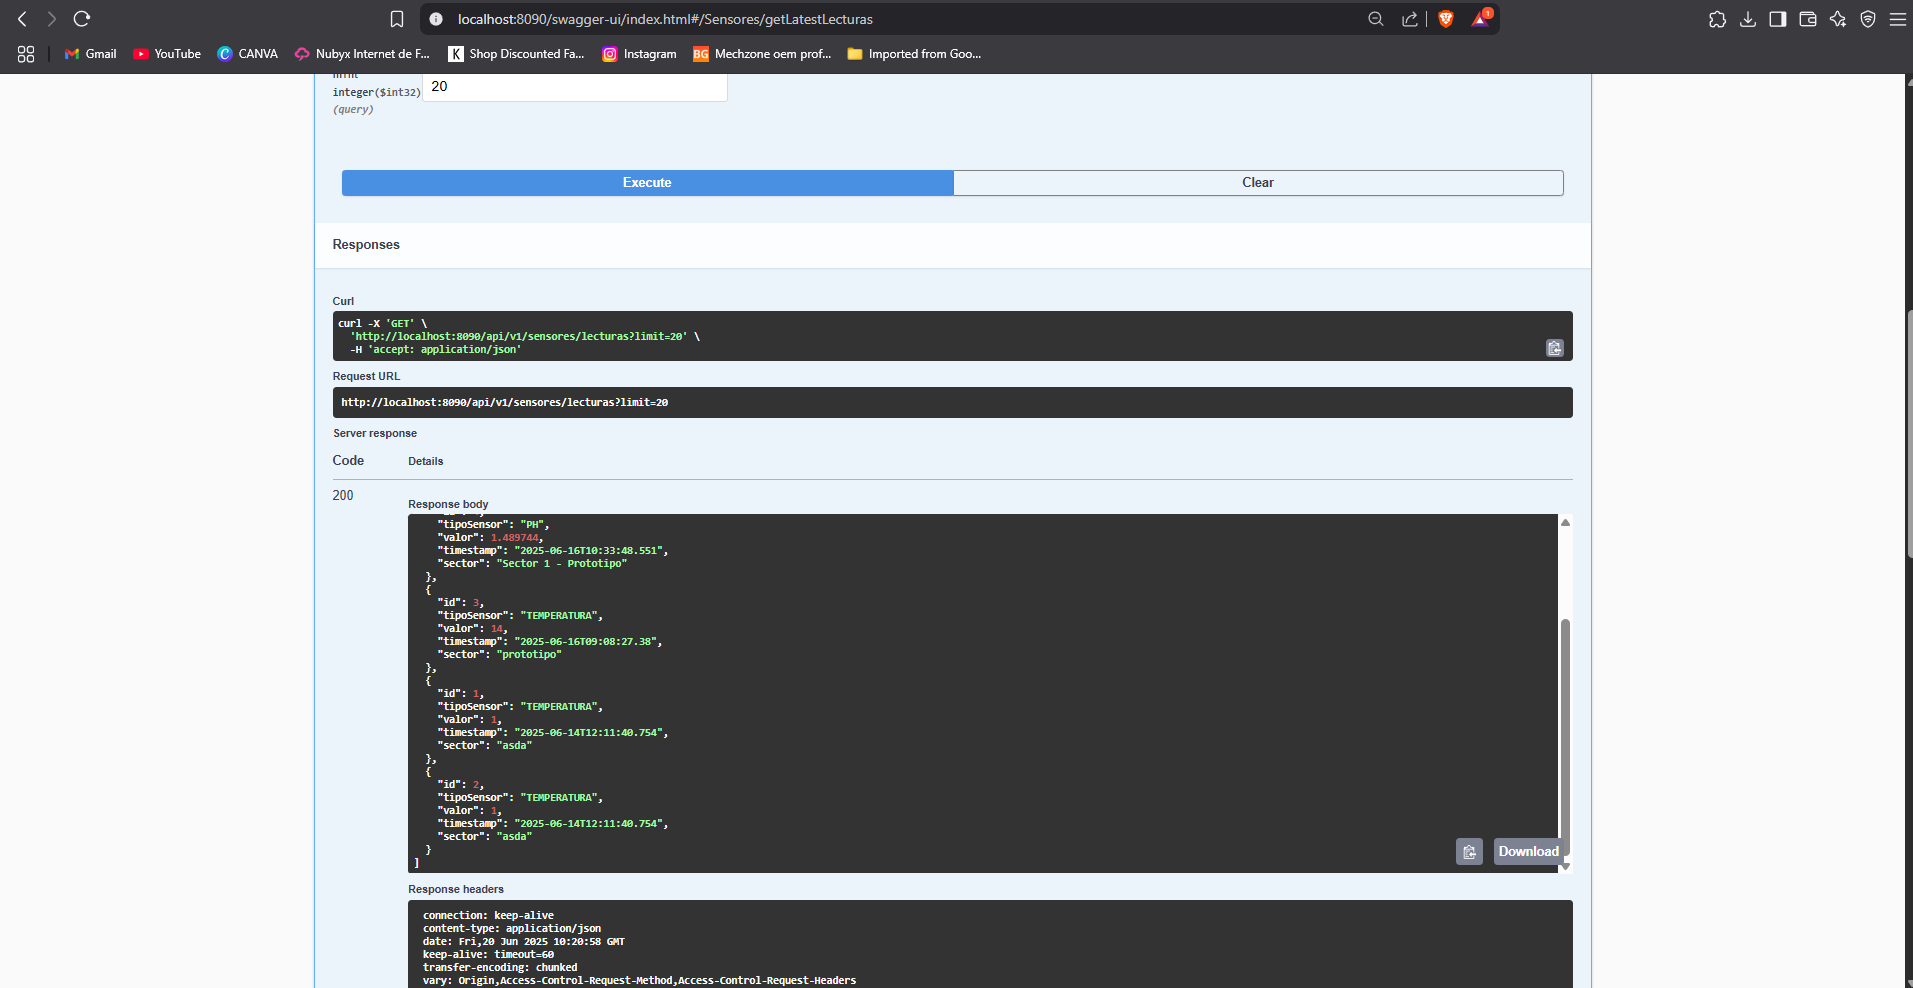 localhost:8090/swagger-ui/index.html#/Sensores/getLatestLecturas
1
Gmail YouTube CANVA Nubyx Internet de F... K Shop Discounted Fa... Instagram BG Mechzone oem prof... Imported from Goo...
integer($int32) 20
(query)
Execute Clear
Responses
Curl
curl -X 'GET' \
'http://localhost:8090/api/v1/sensores/lecturas?limit=20' \
-H 'accept: application/json'
Request URL
http://localhost:8090/api/v1/sensores/lecturas?limit=20
Server response
Code Details
200
Response body
"tipoSensor": "PH",
"valor": 1.489744,
"timestamp": "2025-06-16T10:33:48.551",
"sector": "Sector 1 - Prototipo"
},
{
"id": 3,
"tipoSensor": "TEMPERATURA",
"valor": 14,
"timestamp": "2025-06-16T09:08:27.38",
"sector": "prototipo"
},
{
"id": 1,
"tipoSensor": "TEMPERATURA",
"valor": 1,
"timestamp": "2025-06-14T12:11:40.754",
"sector": "asda"
},
{
"id": 2,
"tipoSensor": "TEMPERATURA",
"valor": 1,
"timestamp": "2025-06-14T12:11:40.754",
"sector": "asda"
}
]
Download
Response headers
connection: keep-alive
content-type: application/json
date: Fri,20 Jun 2025 10:20:58 GMT
keep-alive: timeout=60
transfer-encoding: chunked
vary: Origin,Access-Control-Request-Method,Access-Control-Request-Headers